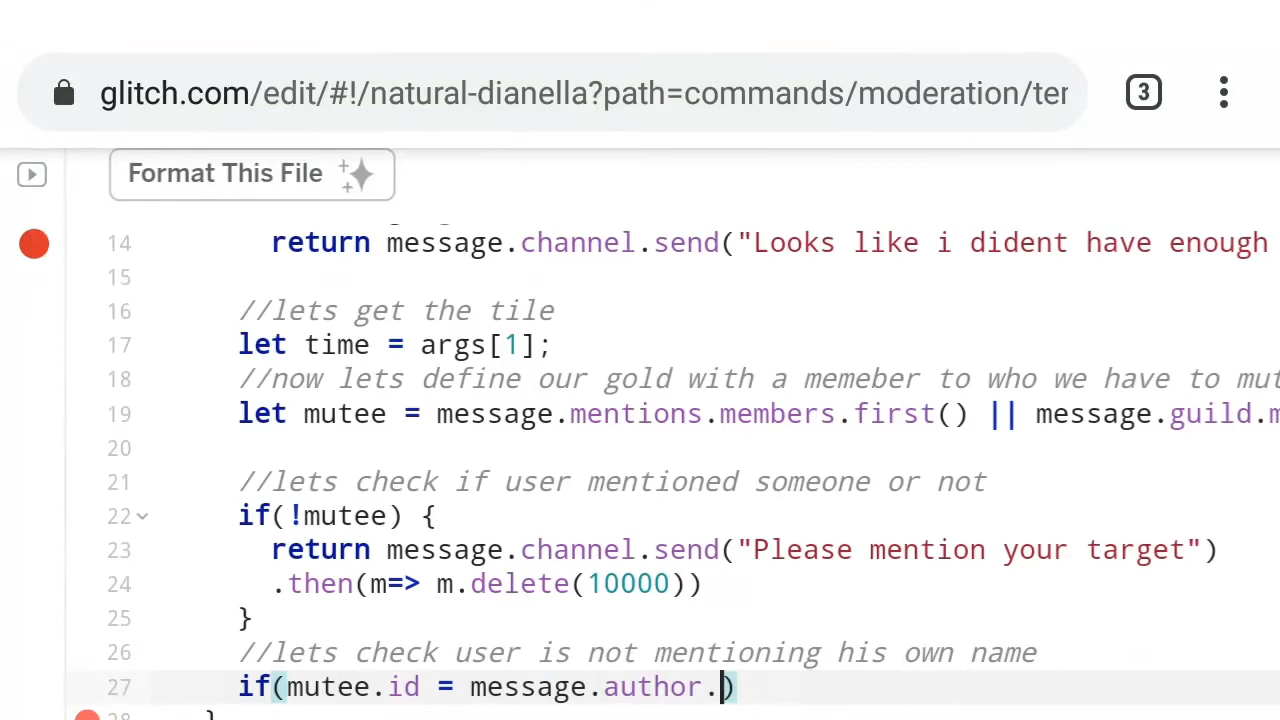 glitch.com/edit/#!/natural-dianella?path=commands/moderation/ter
3
Format This File
14 return message.channel.send("Looks like i dident have enough
15
16 //lets get the tile
17 let time = args[1];
18 //now lets define our gold with a memeber to who we have to mut
19 let mutee = message.mentions.members.first() || message.guild.m
20
21 //lets check if user mentioned someone or not
22 if(!mutee) {
23 return message.channel.send("Please mention your target")
24 .then(m=> m.delete(10000))
25 }
26 //lets check user is not mentioning his own name
27 if(mutee.id = message.author.)
28 }